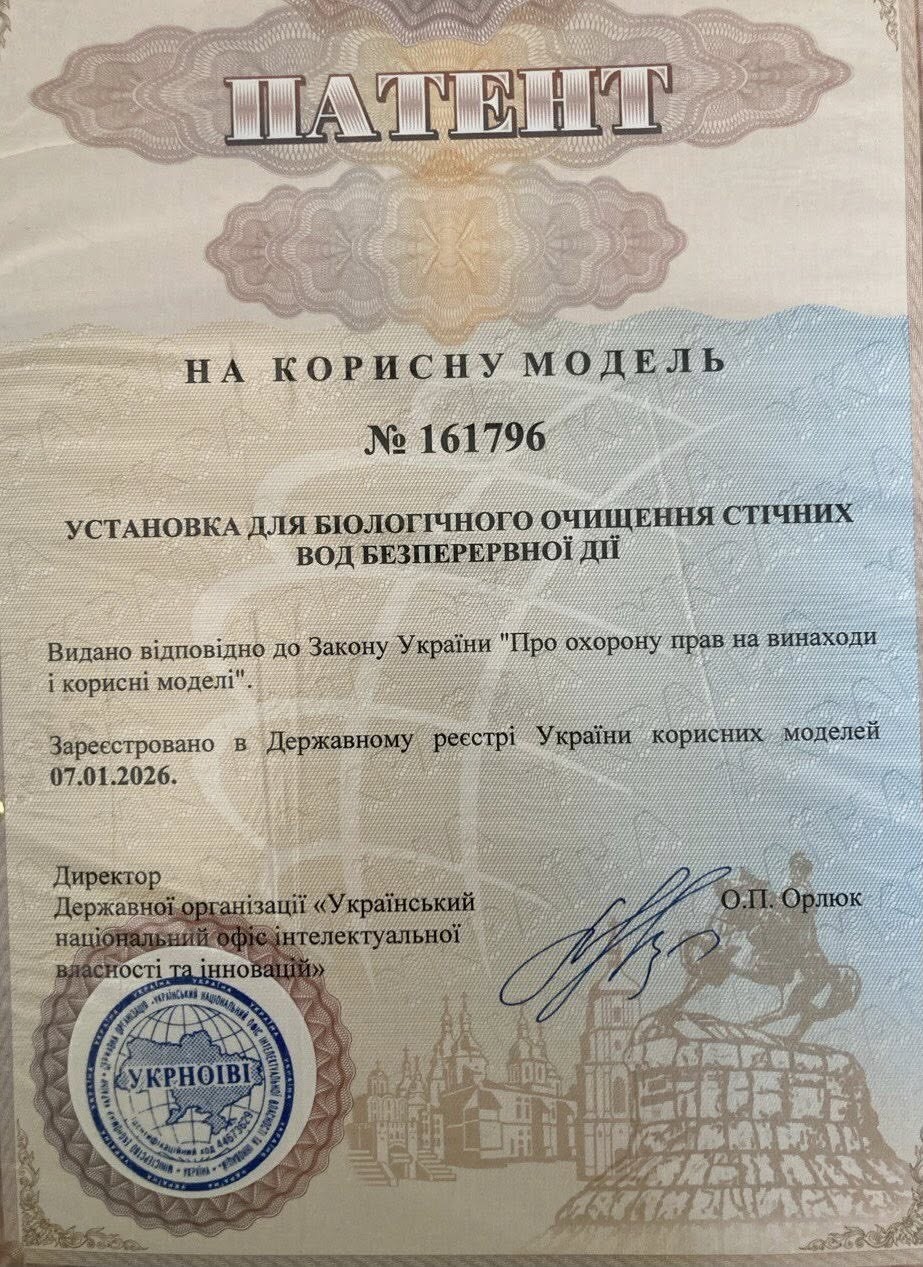 ПАТЕНТ
НА КОРИСНУ МОДЕЛЬ
№ 161796
УСТАНОВКА ДЛЯ БІОЛОГІЧНОГО ОЧИЩЕННЯ СТІЧНИХ
ВОД БЕЗПЕРЕРВНОЇ ДІЇ
Видано відповідно до Закону України "Про охорону прав на винаходи
і корисні моделі".
Зареєстровано в Державному реєстрі України корисних моделей
07.01.2026.
Директор
Державної організації «Український
національний офіс інтелектуальної
власності та інновацій»
О.П. Орлюк
УКРНОІВІ